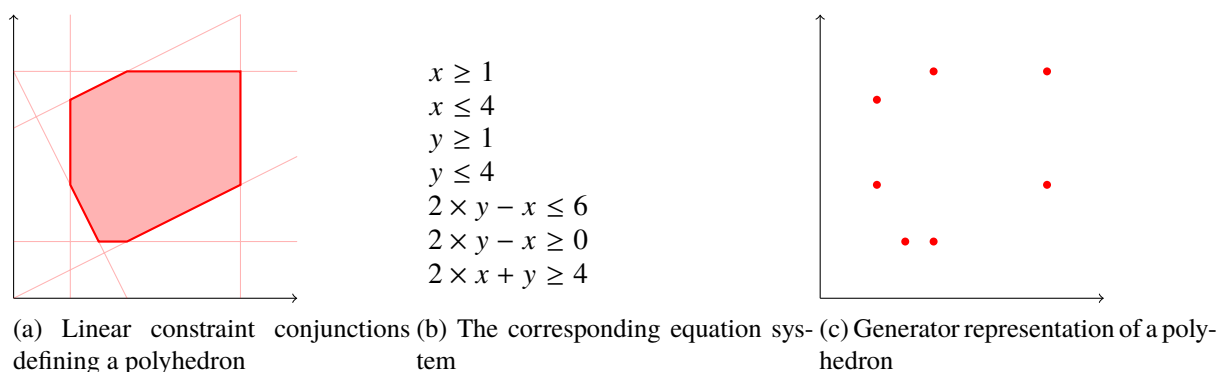 x ≥ 1
x ≤ 4
y ≥ 1
y ≤ 4
2 × y − x ≤ 6
2 × y − x ≥ 0
2 × x + y ≥ 4
(a) Linear constraint conjunctions
defining a polyhedron
(b) The corresponding equation sys-
tem
(c) Generator representation of a poly-
hedron